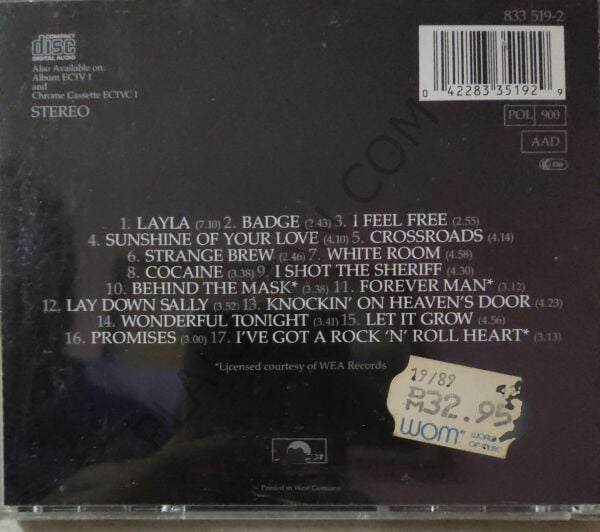 833 519-2
COMPACT
disc
DIGITAL AUDIO
Also Available on:
Album ECTV 1
and
Chrome Cassette ECTVC 1
STEREO
0 42283 35192 9
POL 900
AAD
1. LAYLA (7.10) 2. BADGE (2.43) 3. I FEEL FREE (2.55)
4. SUNSHINE OF YOUR LOVE (4.10) 5. CROSSROADS (4.14)
6. STRANGE BREW (2.46) 7. WHITE ROOM (4.58)
8. COCAINE (3.38) 9. I SHOT THE SHERIFF (4.30)
10. BEHIND THE MASK* (3.38) 11. FOREVER MAN* (3.12)
12. LAY DOWN SALLY (3.52) 13. KNOCKIN' ON HEAVEN'S DOOR (4.23)
14. WONDERFUL TONIGHT (3.41) 15. LET IT GROW (4.56)
16. PROMISES (3.00) 17. I'VE GOT A ROCK 'N' ROLL HEART* (3.13)
*Licensed courtesy of WEA Records
19/89
DM32.95
WOM WORLD
OF MUSIC
Printed in West Germany